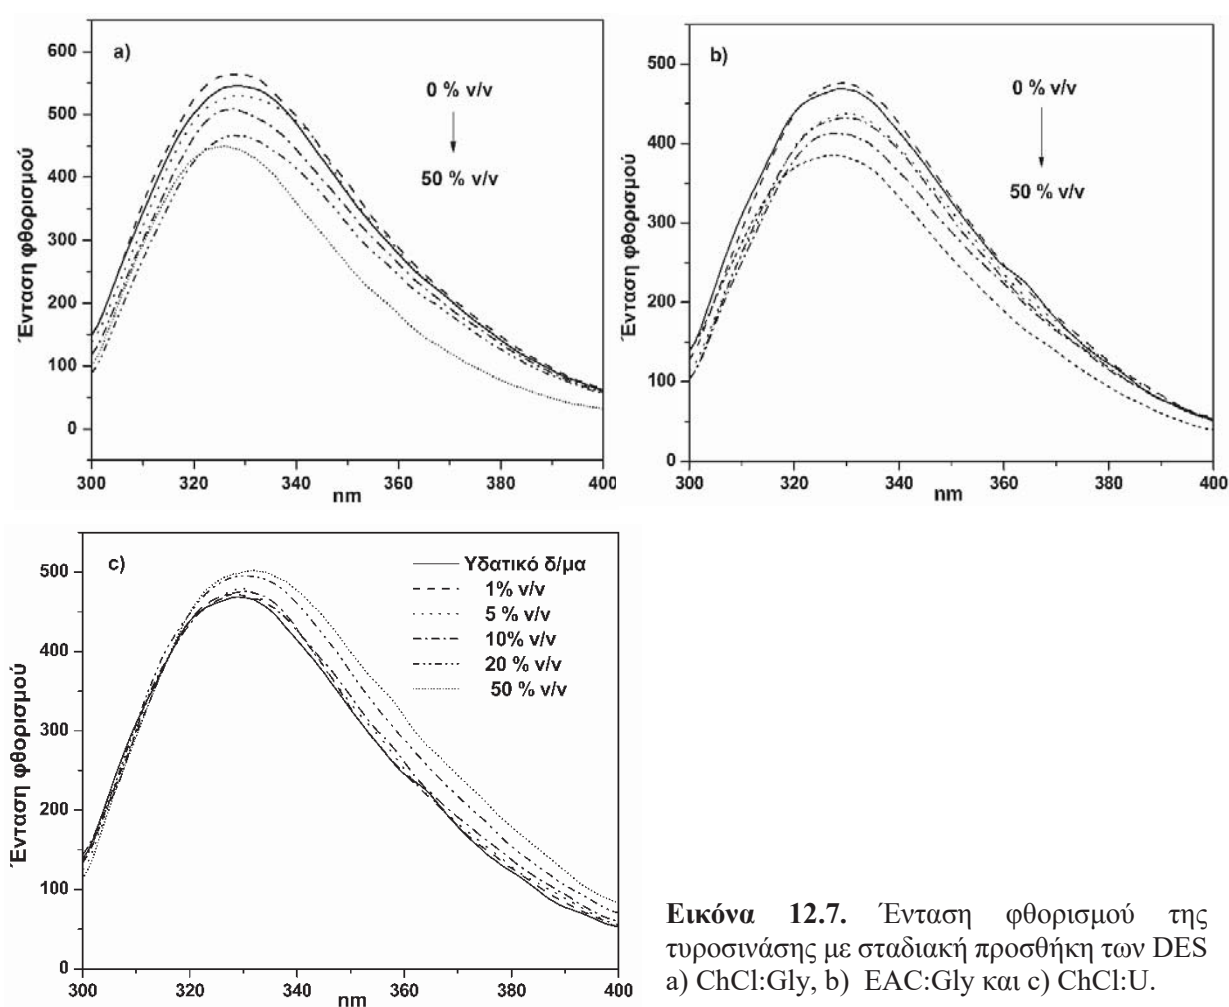 a)
0 % v/v
50 % v/v
Ένταση φθορισμού
600
500
400
300
200
100
0
300
320
340
360
380
400
nm
b)
0 % v/v
50 % v/v
Ένταση φθορισμού
500
400
300
200
100
0
300
320
340
360
380
400
nm
c)
Υδατικό δ/μα
1% v/v
5 % v/v
10% v/v
20 % v/v
50 % v/v
Ένταση φθορισμού
500
400
300
200
100
0
300
320
340
360
380
400
nm
Εικόνα 12.7. Ένταση φθορισμού της
τυροσινάσης με σταδιακή προσθήκη των DES
a) ChCl:Gly, b) EAC:Gly και c) ChCl:U.